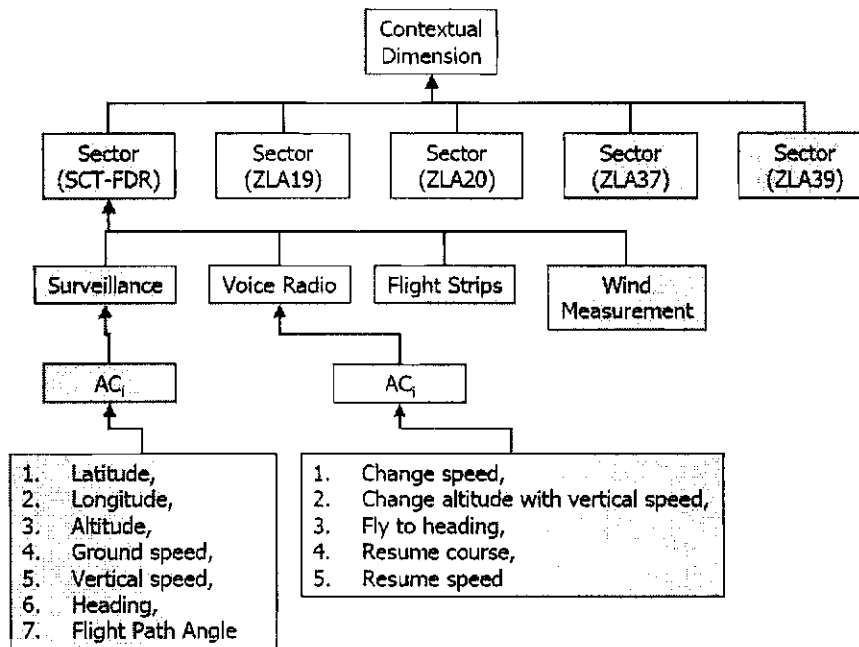 Contextual
Dimension
Sector
(SCT-FDR)
Sector
(ZLA19)
Sector
(ZLA20)
Sector
(ZLA37)
Sector
(ZLA39)
Surveillance
Voice Radio
Flight Strips
Wind
Measurement
ACi
ACi
1. Latitude,
2. Longitude,
3. Altitude,
4. Ground speed,
5. Vertical speed,
6. Heading,
7. Flight Path Angle
1. Change speed,
2. Change altitude with vertical speed,
3. Fly to heading,
4. Resume course,
5. Resume speed